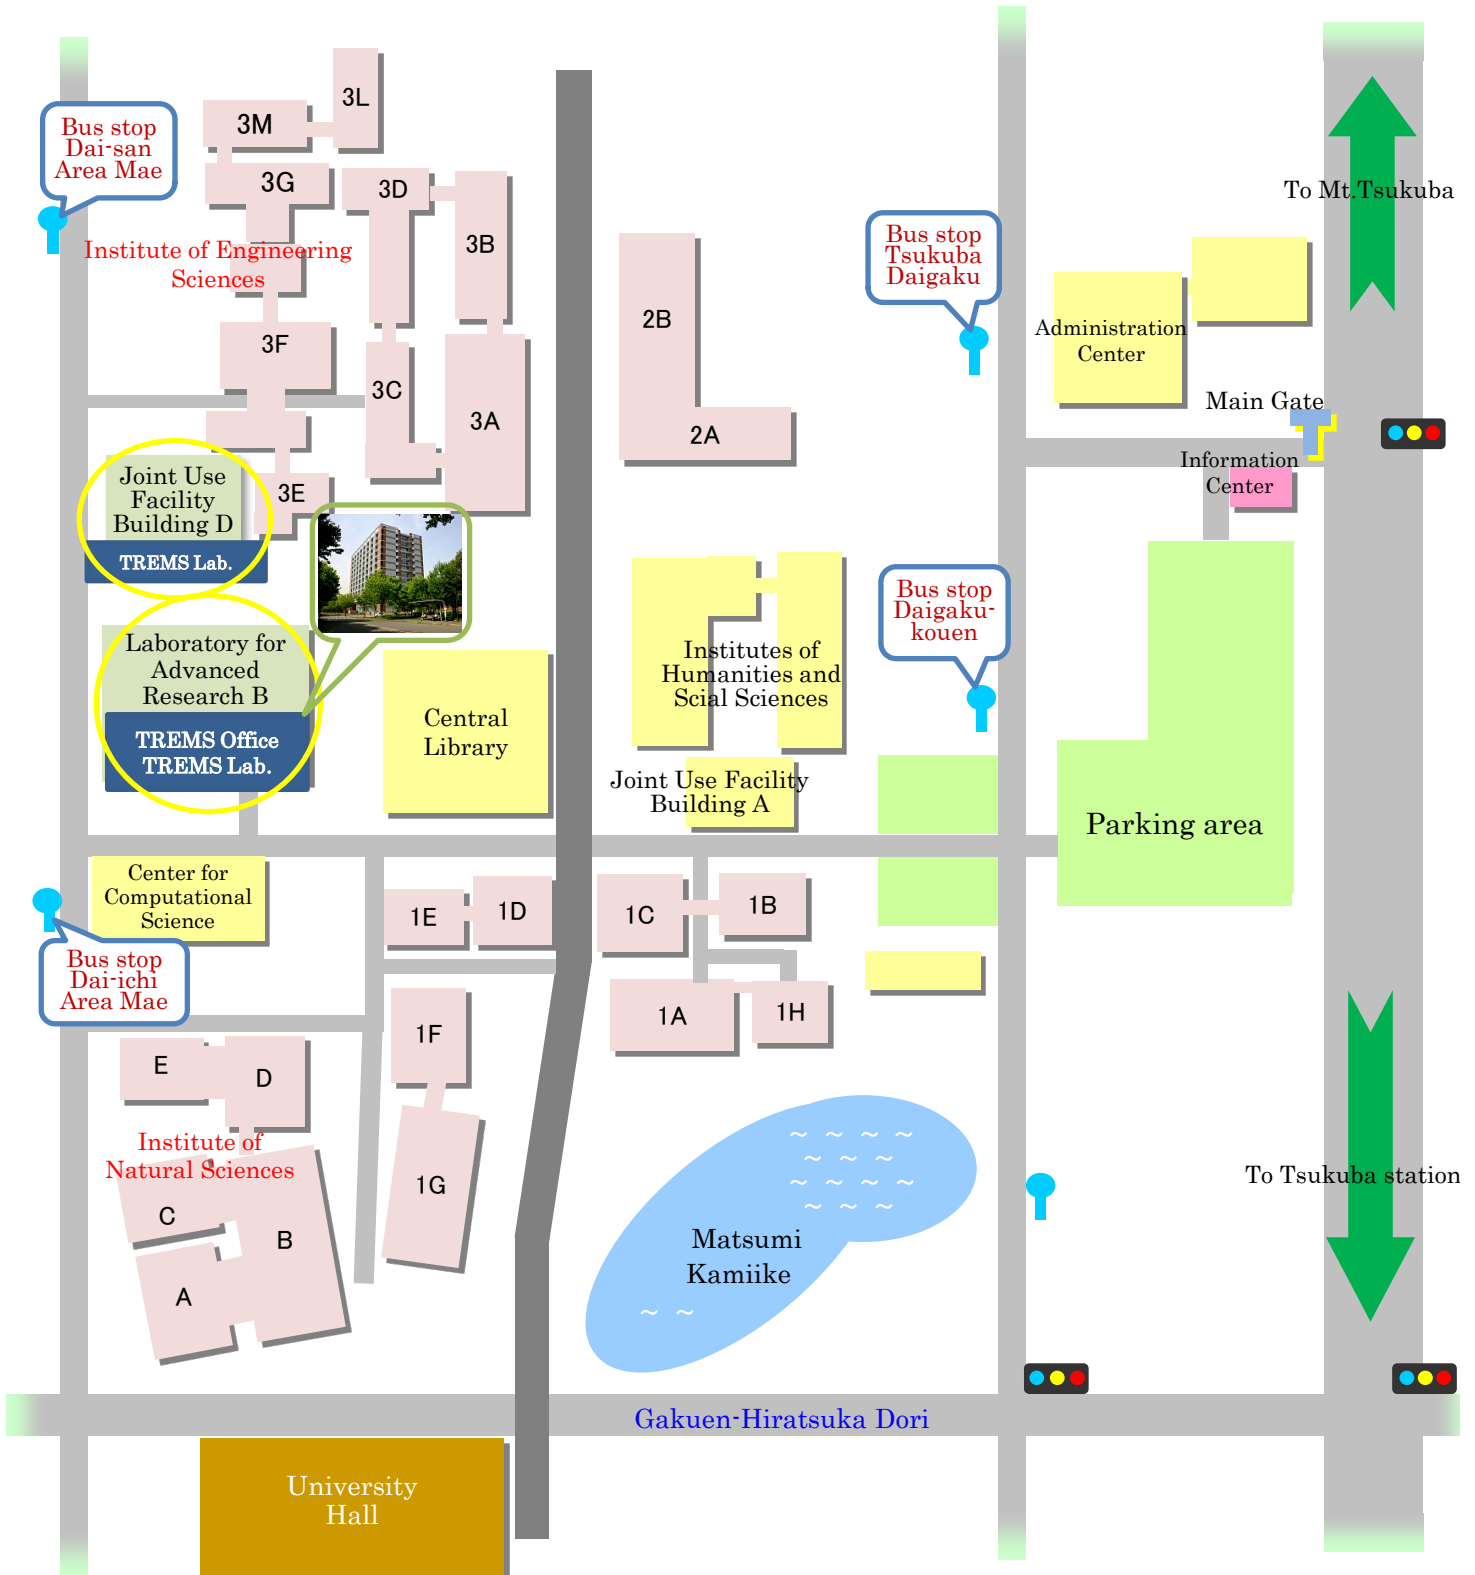 3L
3M
Bus stop
Dai-san
Area Mae
3G
3D
To Mt.Tsukuba
3B
Bus stop
Tsukuba
Daigaku
Institute of Engineering
Sciences
2B
Administration
Center
3F
3C
Main Gate
3A
2A
Information
Center
Joint Use
Facility
Building D
3E
TREMS Lab.
Bus stop
Daigaku-
kouen
Laboratory for
Advanced
Research B
Institutes of
Humanities and
Scial Sciences
TREMS Office
TREMS Lab.
Central
Library
Joint Use Facility
Building A
Parking area
Center for
Computational
Science
1E
1D
1C
1B
Bus stop
Dai-ichi
Area Mae
1F
1A
1H
E
D
Institute of
Natural Sciences
1G
To Tsukuba station
C
B
A
Matsumi
Kamiike
~ ~ ~ ~
~ ~ ~
~ ~ ~ ~
~ ~ ~
~ ~
Gakuen-Hiratsuka Dori
University
Hall